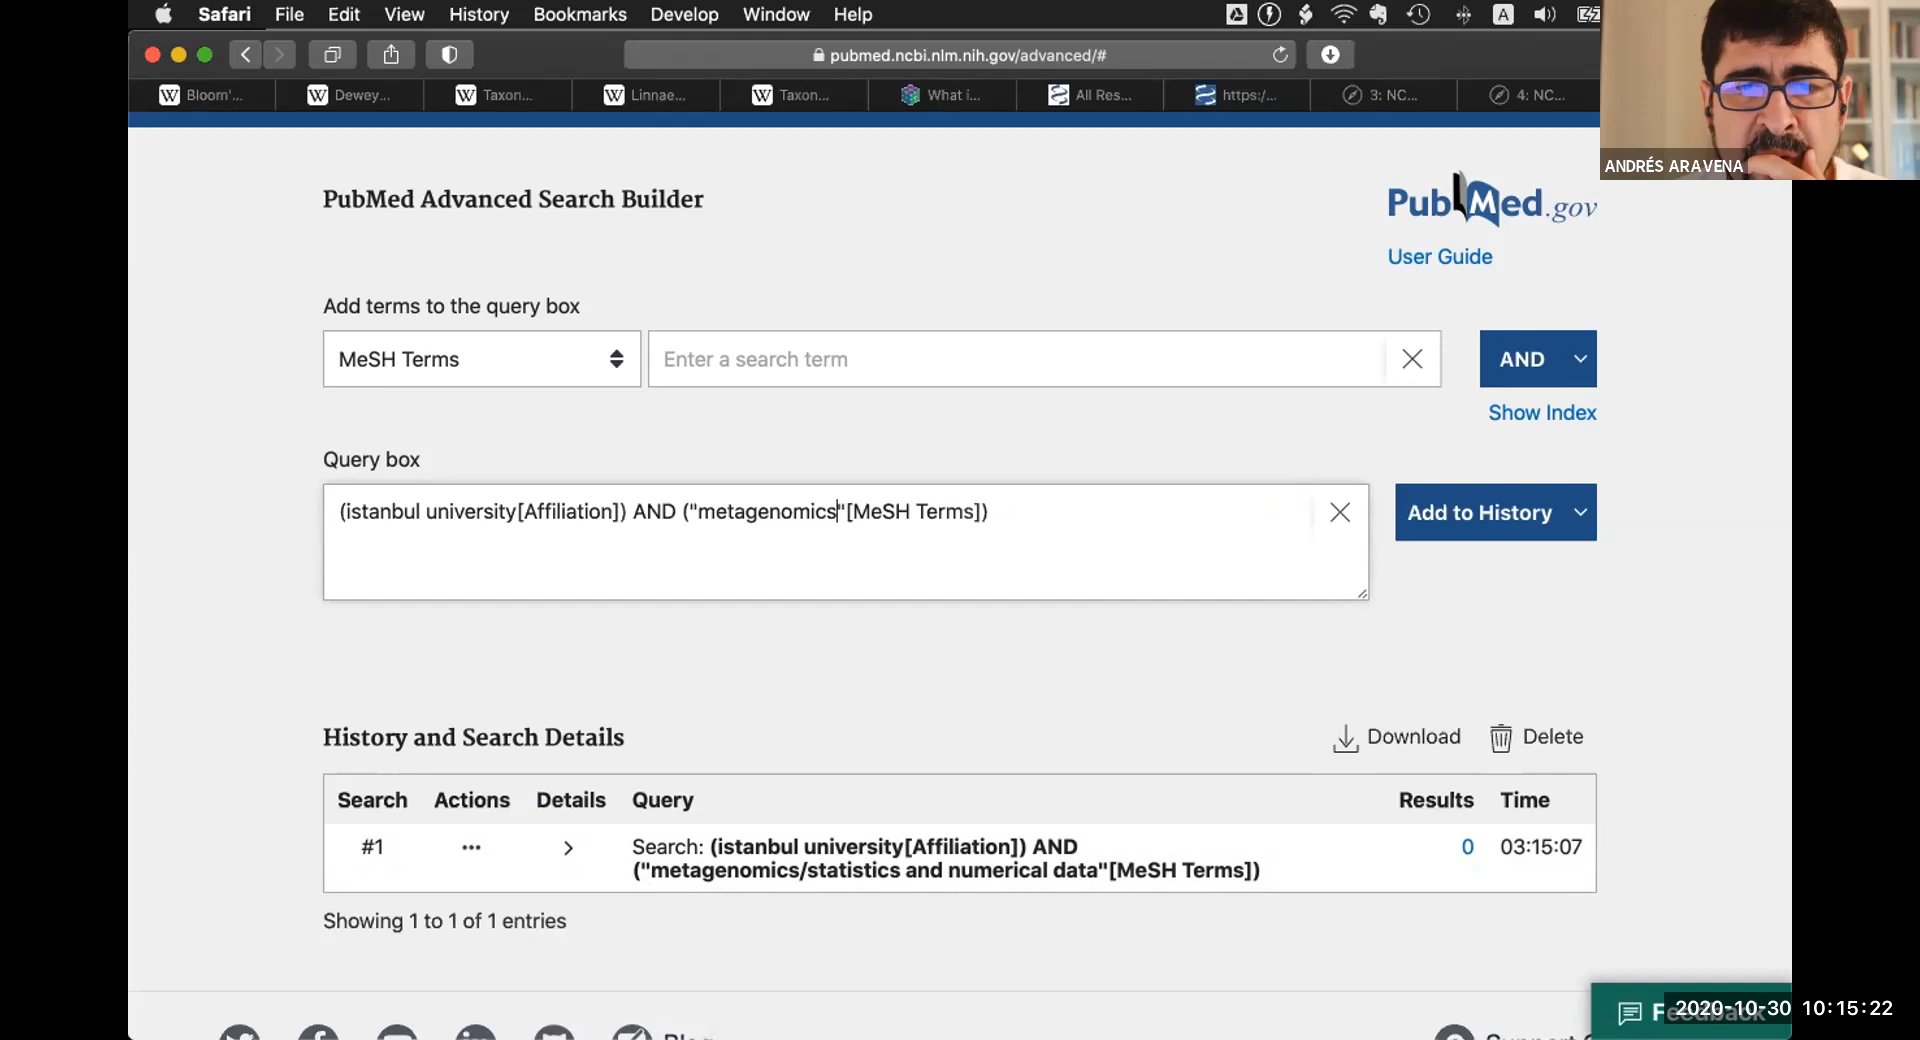 Safari File Edit View History Bookmarks Develop Window Help
A
pubmed.ncbi.nlm.nih.gov/advanced/#
W Bloom'... W Dewey... W Taxon... W Linnae... W Taxon... What i... All Res... https:/... 3: NC... 4: NC...
ANDRÉS ARAVENA
PubMed Advanced Search Builder
PubMed.gov
User Guide
Add terms to the query box
MeSH Terms
Enter a search term
AND
Show Index
Query box
(istanbul university[Affiliation]) AND ("metagenomics"[MeSH Terms])
Add to History
History and Search Details
Download
Delete
Search Actions Details Query Results Time
#1 ... Search: (istanbul university[Affiliation]) AND 0 03:15:07
("metagenomics/statistics and numerical data"[MeSH Terms])
Showing 1 to 1 of 1 entries
Feedback
2020-10-30 10:15:22
Blog
Support